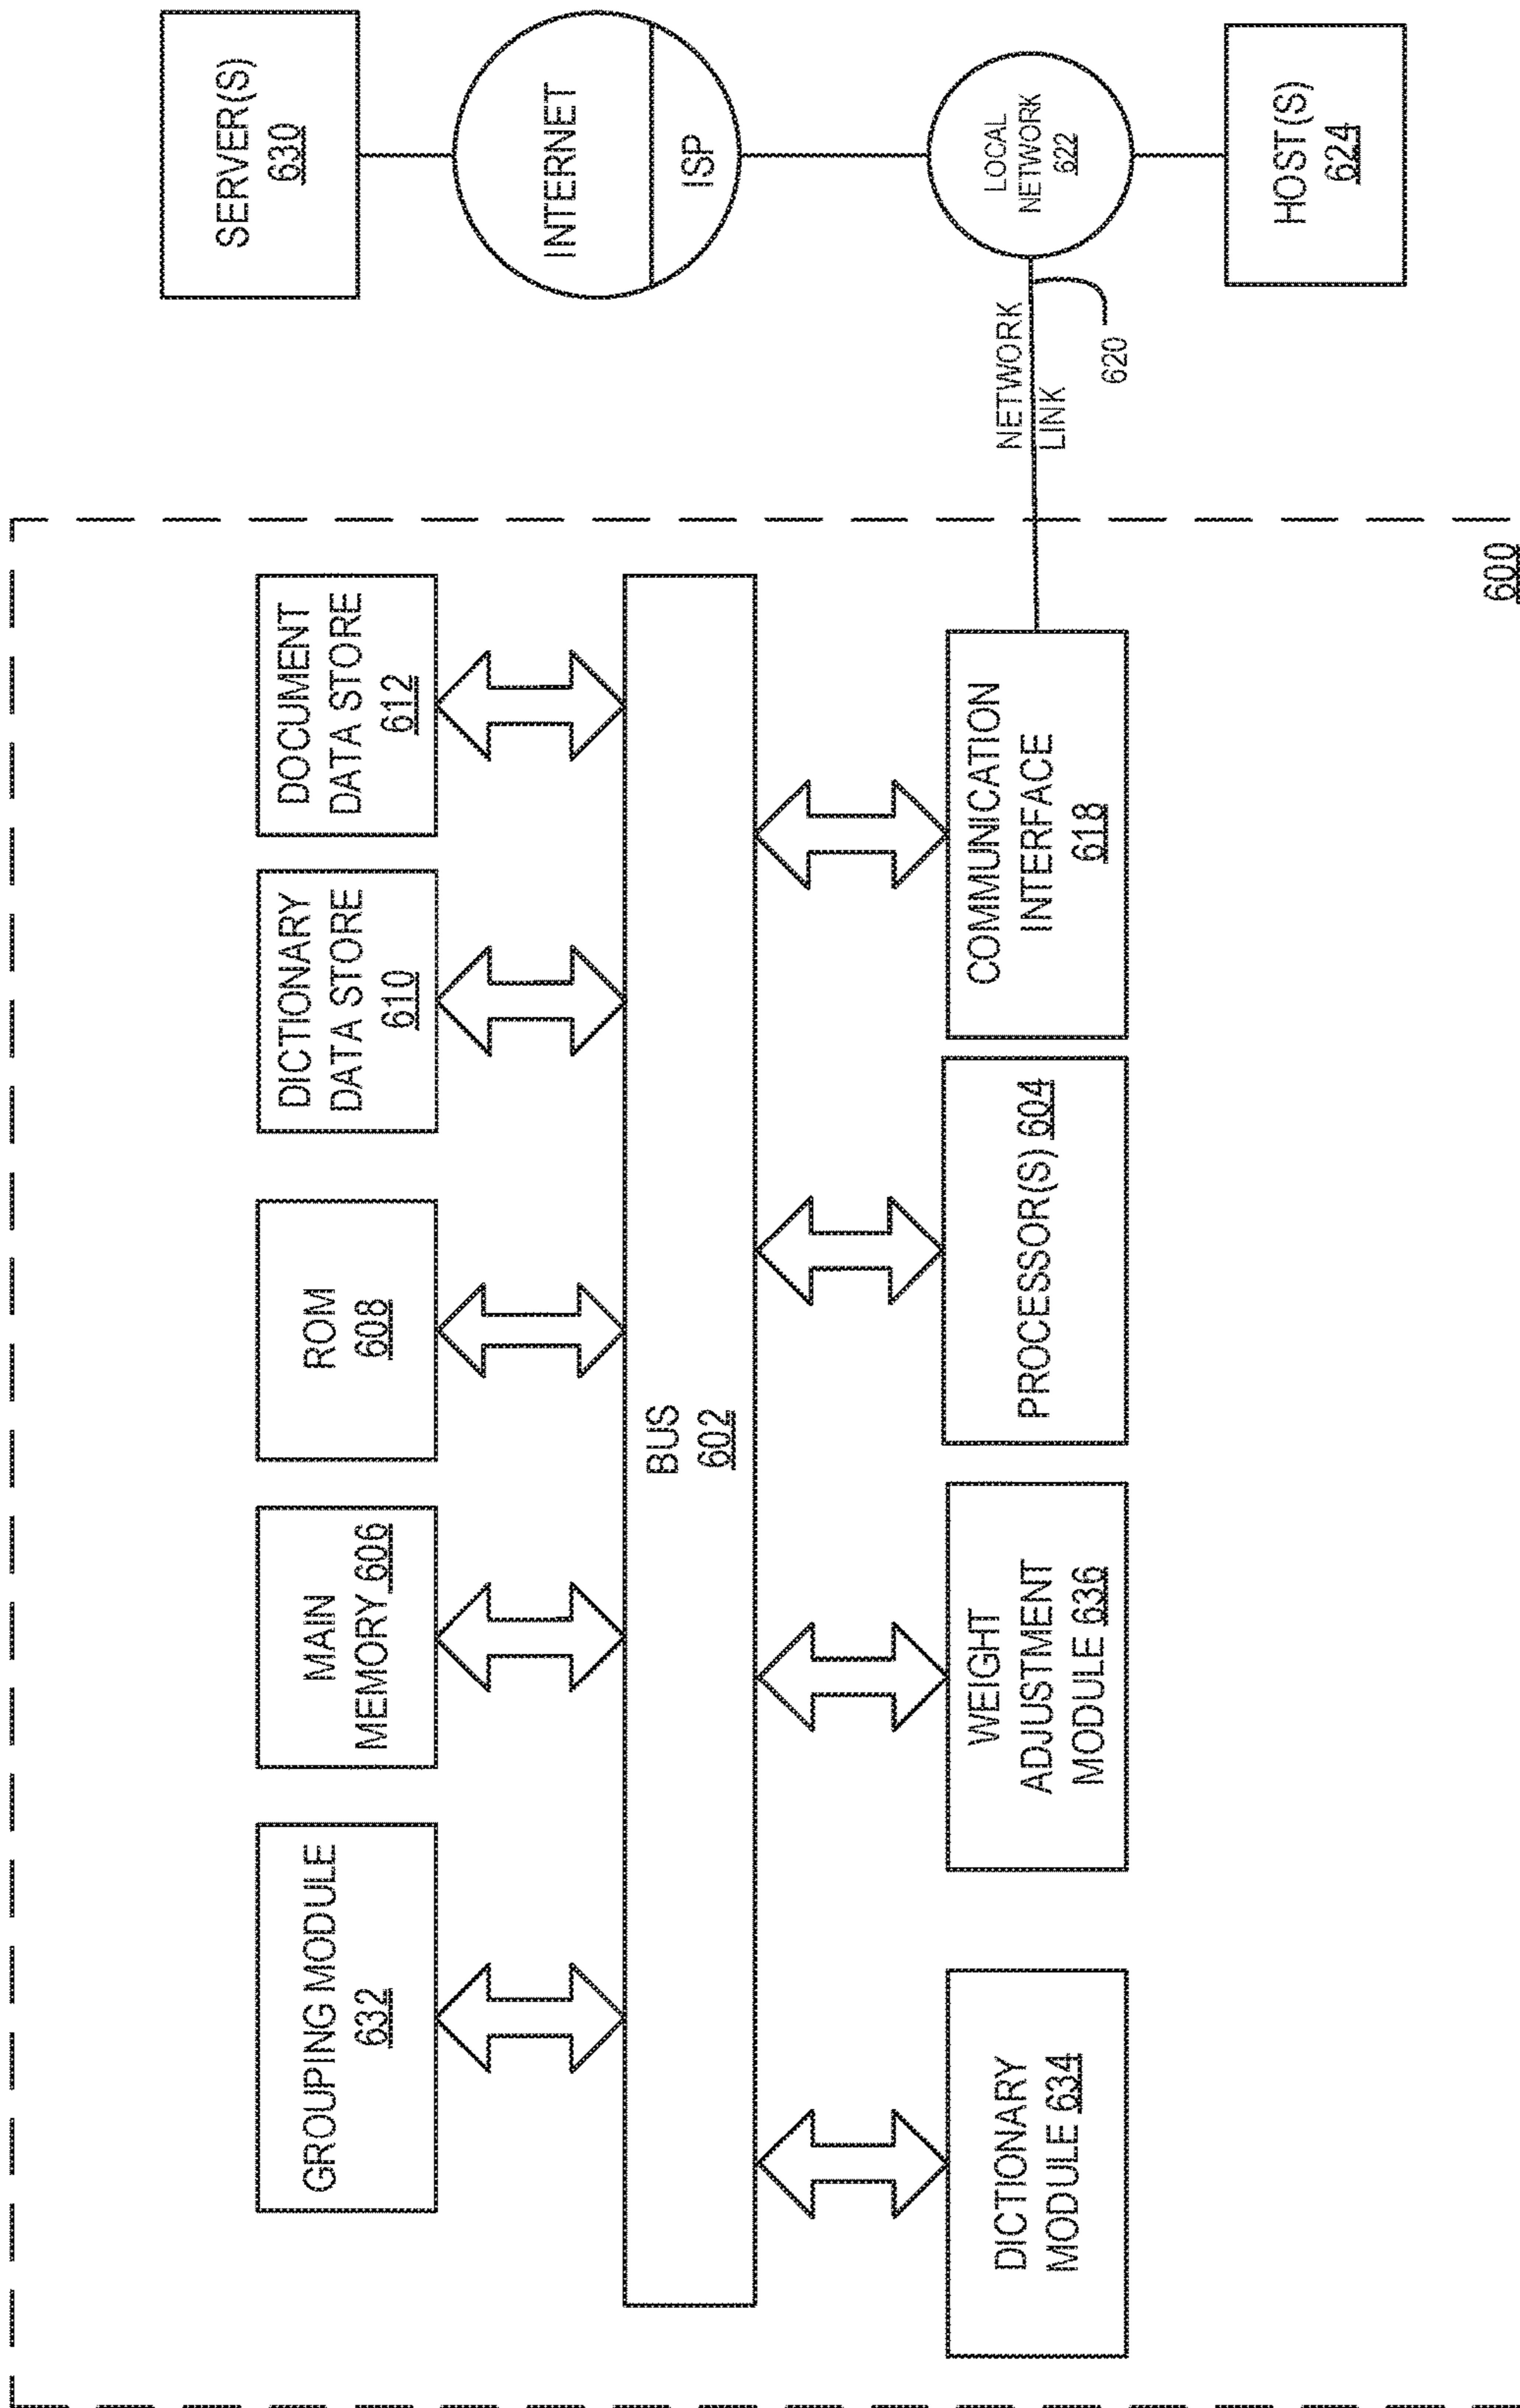 GROUPING MODULE
632
MAIN
MEMORY 606
ROM
608
DICTIONARY
DATA STORE
610
DOCUMENT
DATA STORE
612
SERVER(S)
630
INTERNET
ISP
BUS
602
NETWORK
LINK
620
LOCAL
NETWORK
622
DICTIONARY
MODULE 634
WEIGHT
ADJUSTMENT
MODULE 636
PROCESSOR(S) 604
COMMUNICATION
INTERFACE
618
HOST(S)
624
600